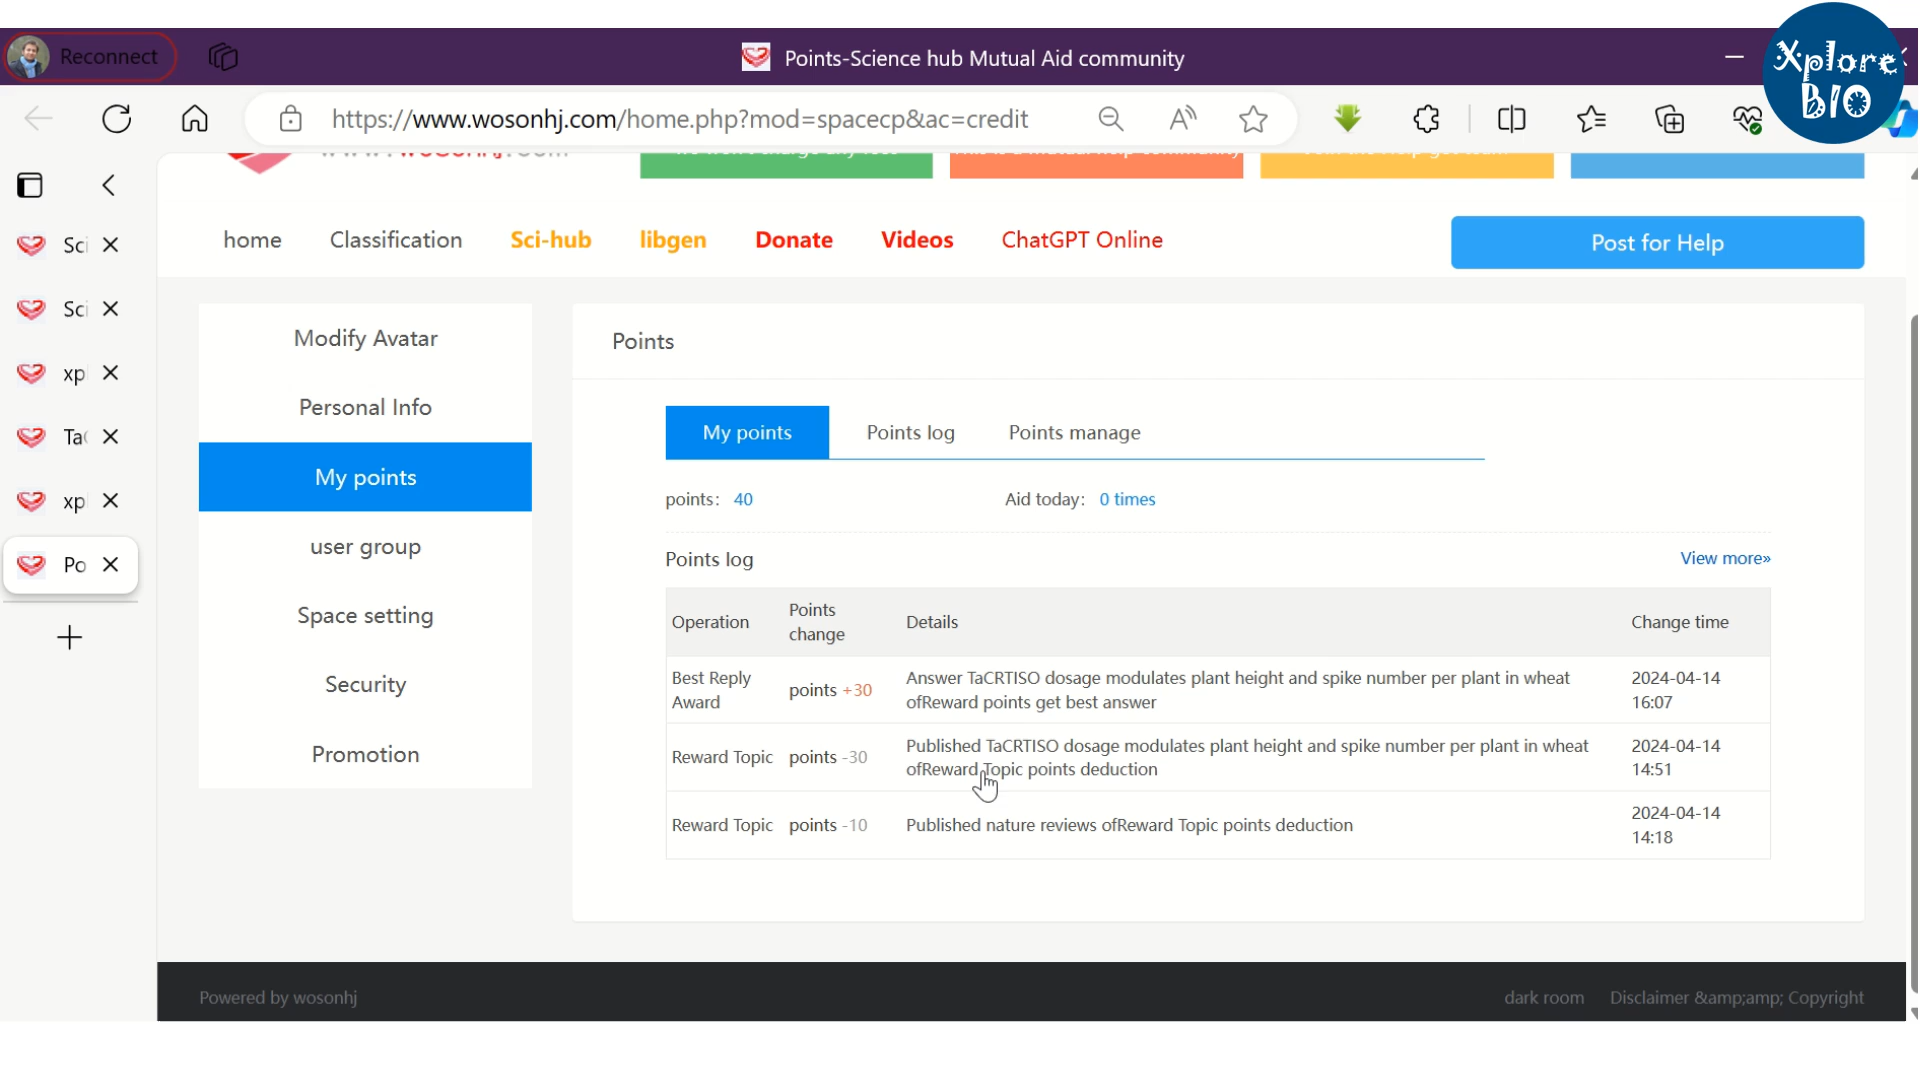 Reconnect
Points-Science hub Mutual Aid community
Xplore
BIO
https://www.wosonhj.com/home.php?mod=spacecp&ac=credit
Sci
Sci
xp
Ta
xp
Po
home Classification Sci-hub libgen Donate Videos ChatGPT Online
Post for Help
Modify Avatar
Personal Info
My points
user group
Space setting
Security
Promotion
Points
My points Points log Points manage
points: 40 Aid today: 0 times
Points log View more»
Operation Points change Details Change time
Best Reply Award points +30 Answer TaCRTISO dosage modulates plant height and spike number per plant in wheat
ofReward points get best answer 2024-04-14 16:07
Reward Topic points -30 Published TaCRTISO dosage modulates plant height and spike number per plant in wheat
ofReward Topic points deduction 2024-04-14 14:51
Reward Topic points -10 Published nature reviews ofReward Topic points deduction 2024-04-14 14:18
Powered by wosonhj dark room Disclaimer &amp;amp; Copyright